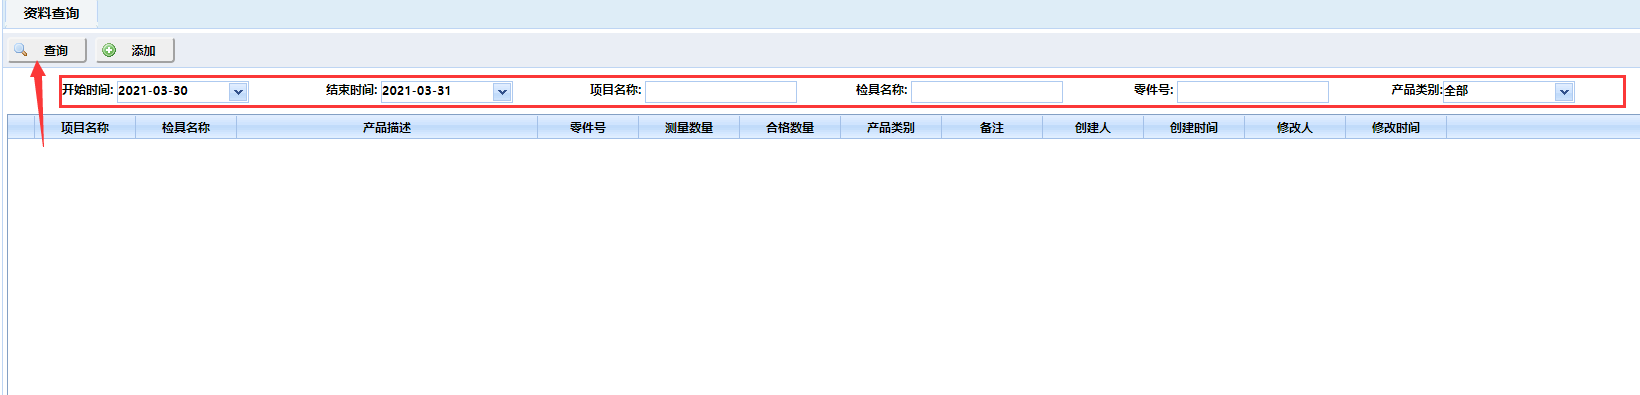 资料查询
查询 添加
开始时间: 2021-03-30 结束时间: 2021-03-31 项目名称: 检具名称: 零件号: 产品类别: 全部
项目名称 检具名称 产品描述 零件号 测量数量 合格数量 产品类别 备注 创建人 创建时间 修改人 修改时间